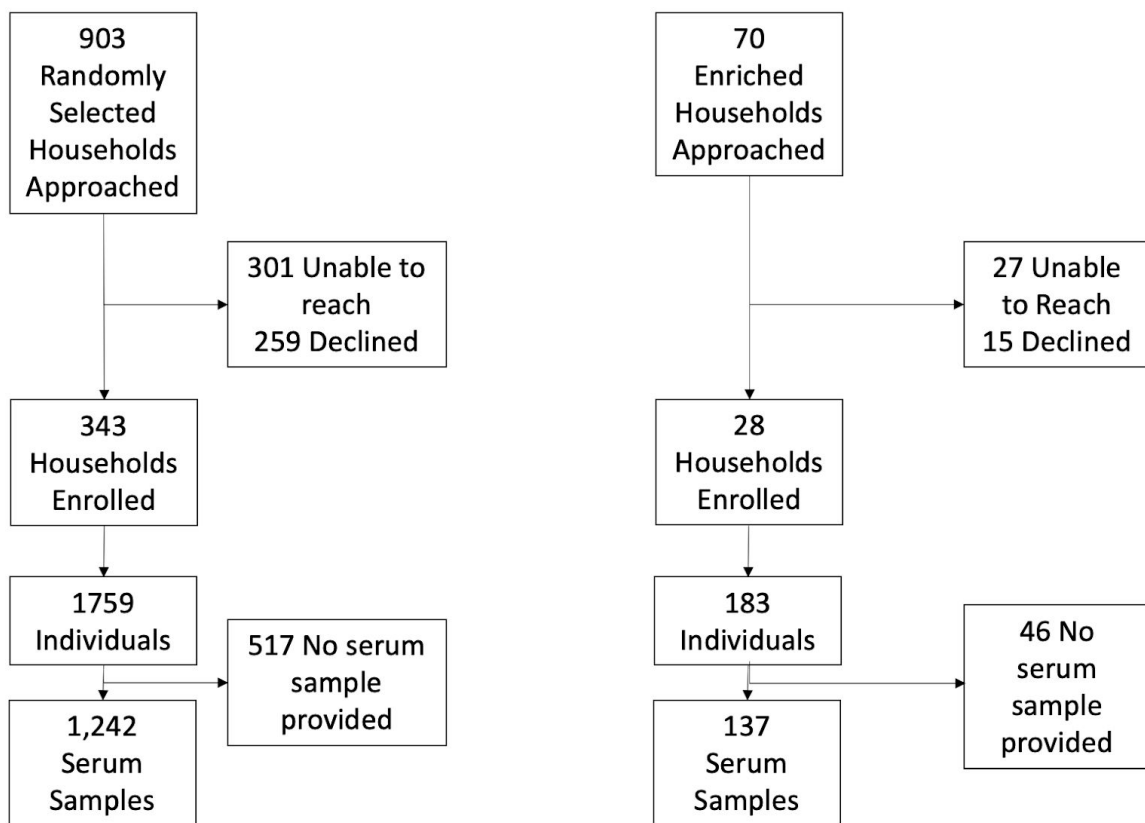 903
Randomly
Selected
Households
Approached
301 Unable to
reach
259 Declined
343
Households
Enrolled
1759
Individuals
517 No serum
sample
provided
1,242
Serum
Samples
70
Enriched
Households
Approached
27 Unable
to Reach
15 Declined
28
Households
Enrolled
183
Individuals
46 No
serum
sample
provided
137
Serum
Samples